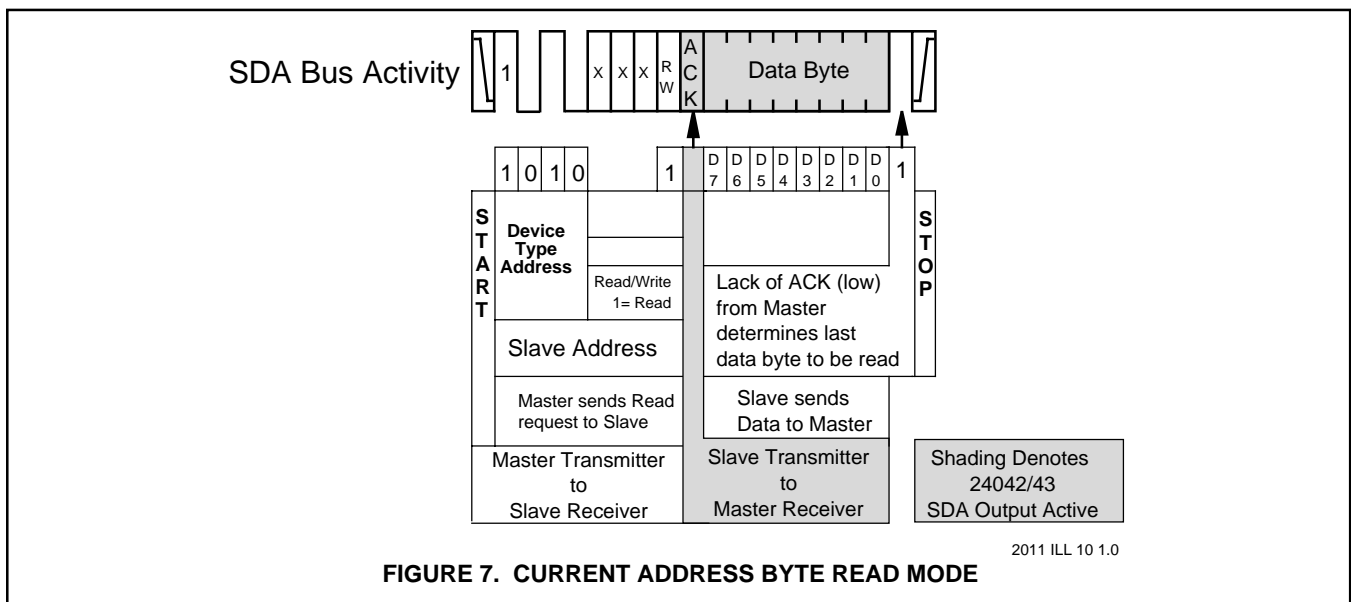 SDA Bus Activity
1
X X X
R
W
A
C
K
Data Byte
1 0 1 0
1
D D D D D D D D
7 6 5 4 3 2 1 0
1
S
T
A
R
T
Device
Type
Address
Read/Write
1= Read
Lack of ACK (low)
from Master
determines last
data byte to be read
S
T
O
P
Slave Address
Master sends Read
request to Slave
Slave sends
Data to Master
Master Transmitter
to
Slave Receiver
Slave Transmitter
to
Master Receiver
Shading Denotes
24042/43
SDA Output Active
2011 ILL 10 1.0
FIGURE 7. CURRENT ADDRESS BYTE READ MODE